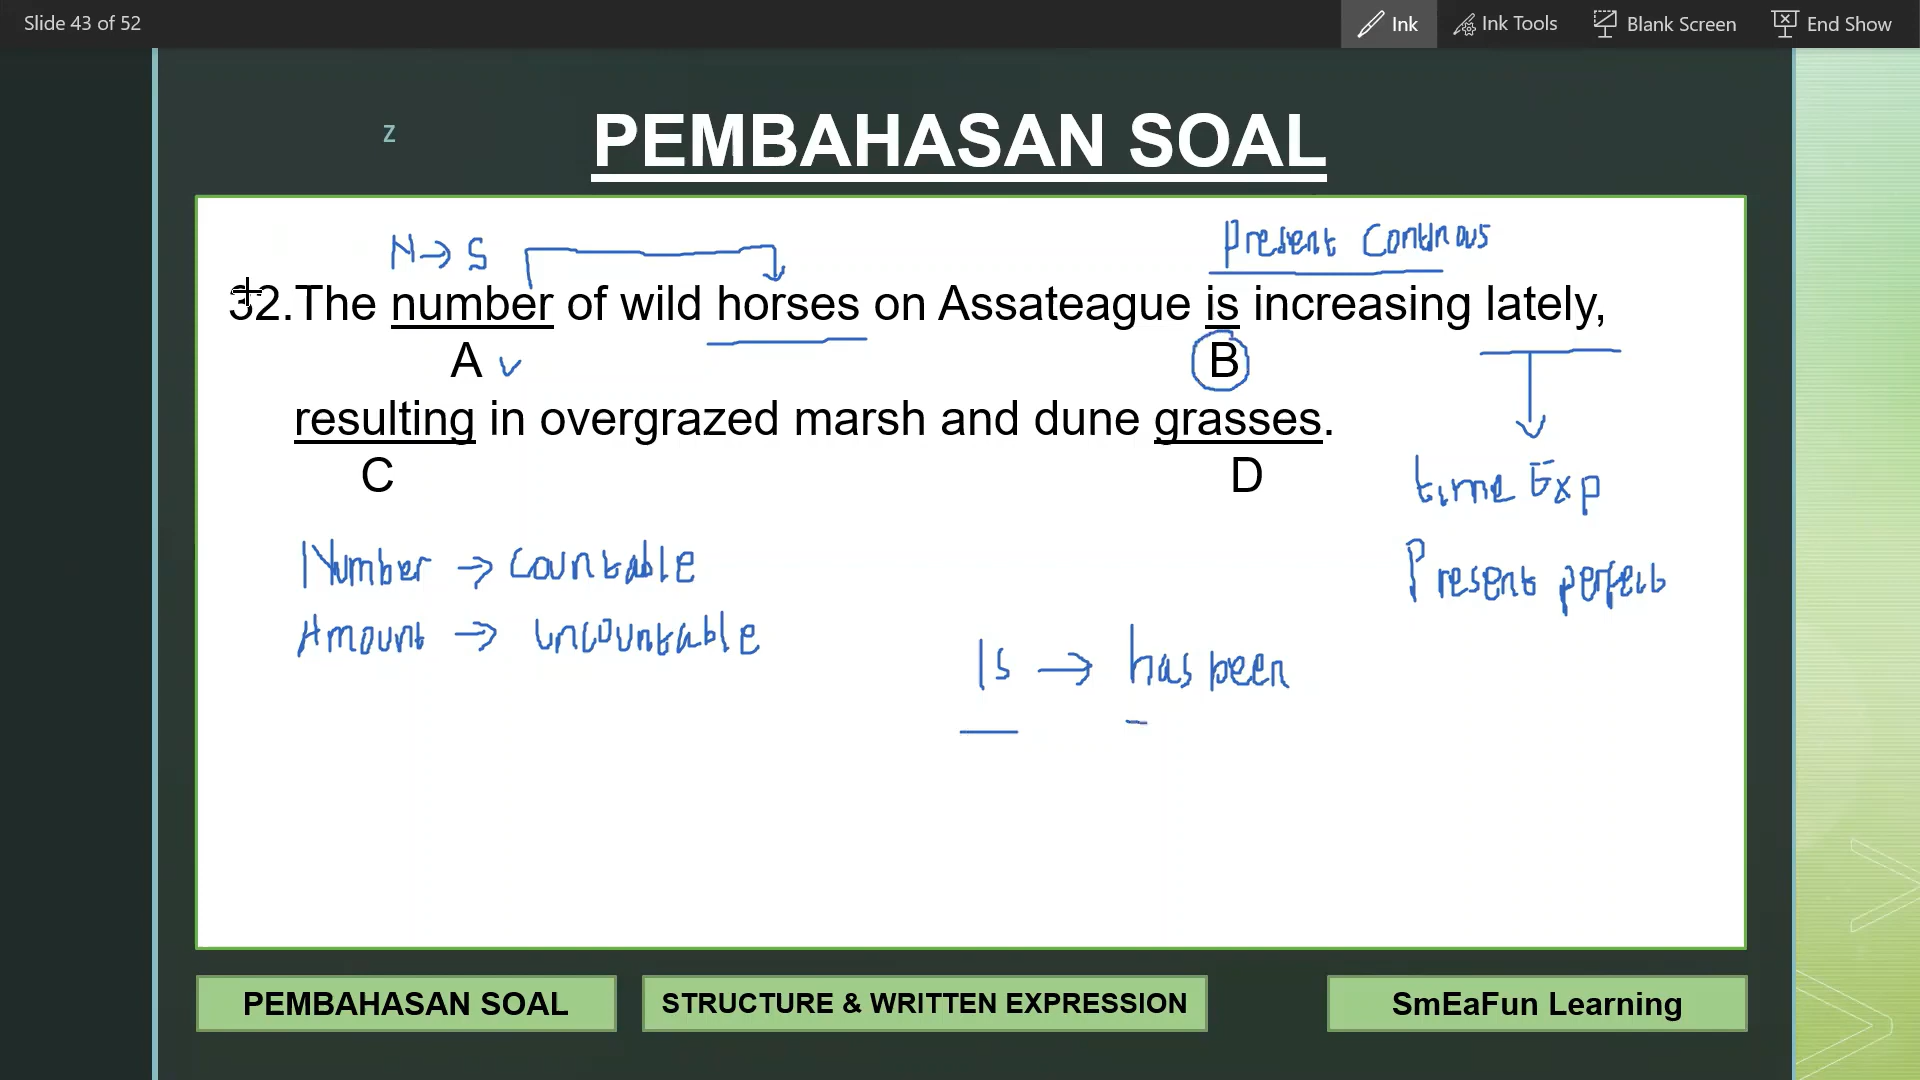 Slide 43 of 52
Ink
Ink Tools
Blank Screen
End Show
z
PEMBAHASAN SOAL
N → S
Present Continous
32.The number of wild horses on Assateague is increasing lately,
A v
B
resulting in overgrazed marsh and dune grasses.
C
D
time Exp
Number → Countable
Present perfect
Amount → Uncountable
Is → has been
PEMBAHASAN SOAL
STRUCTURE & WRITTEN EXPRESSION
SmEaFun Learning